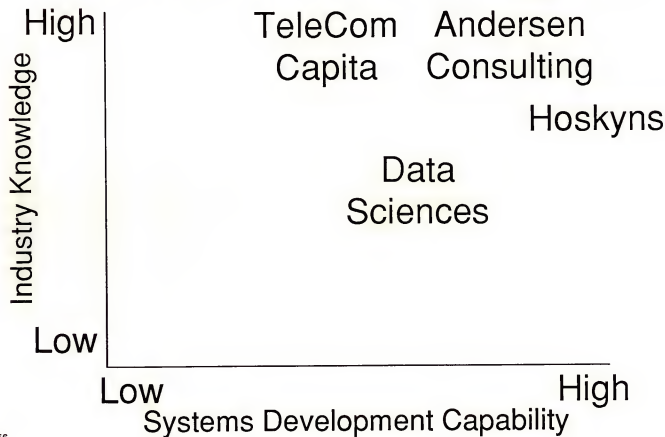 High
TeleCom Andersen
Capita Consulting
Hoskyns
Data
Sciences
Industry Knowledge
Low
Low High
Systems Development Capability